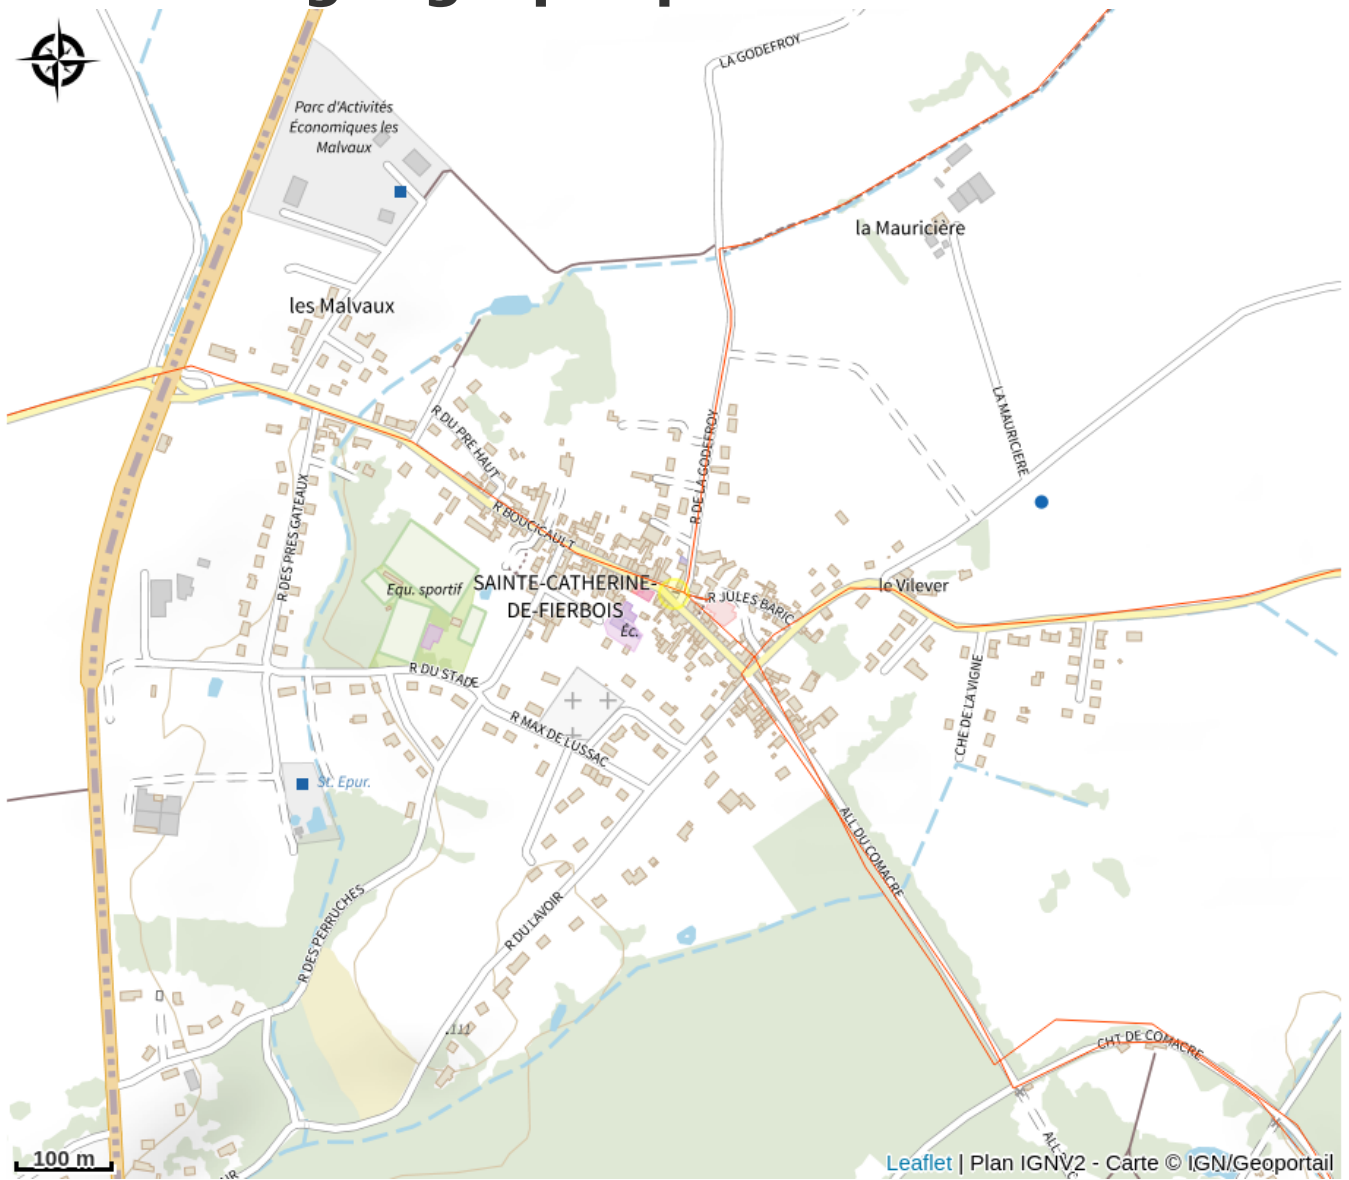 LA GODEFROY
Parc d'Activités
Économiques les
Malvaux
la Mauricière
les Malvaux
LA MAURICIERE
R DU PRE HAUT
R DE LA GODEFROY
R DES PRES GATEAUX
R BOUCICAULT
Equ. sportif
SAINTE-CATHERINE-
DE-FIERBOIS
Éc.
R JULES BARIC
le Vilever
R DU STADE
R MAX DE LUSSAC
CHE DE LA VIGNE
St. Epur.
ALL DU COMACRE
R DES PERRUCHES
R DU LAVOIR
111
CHT DE COMACRE
100 m
Leaflet | Plan IGNV2 - Carte © IGN/Geoportail